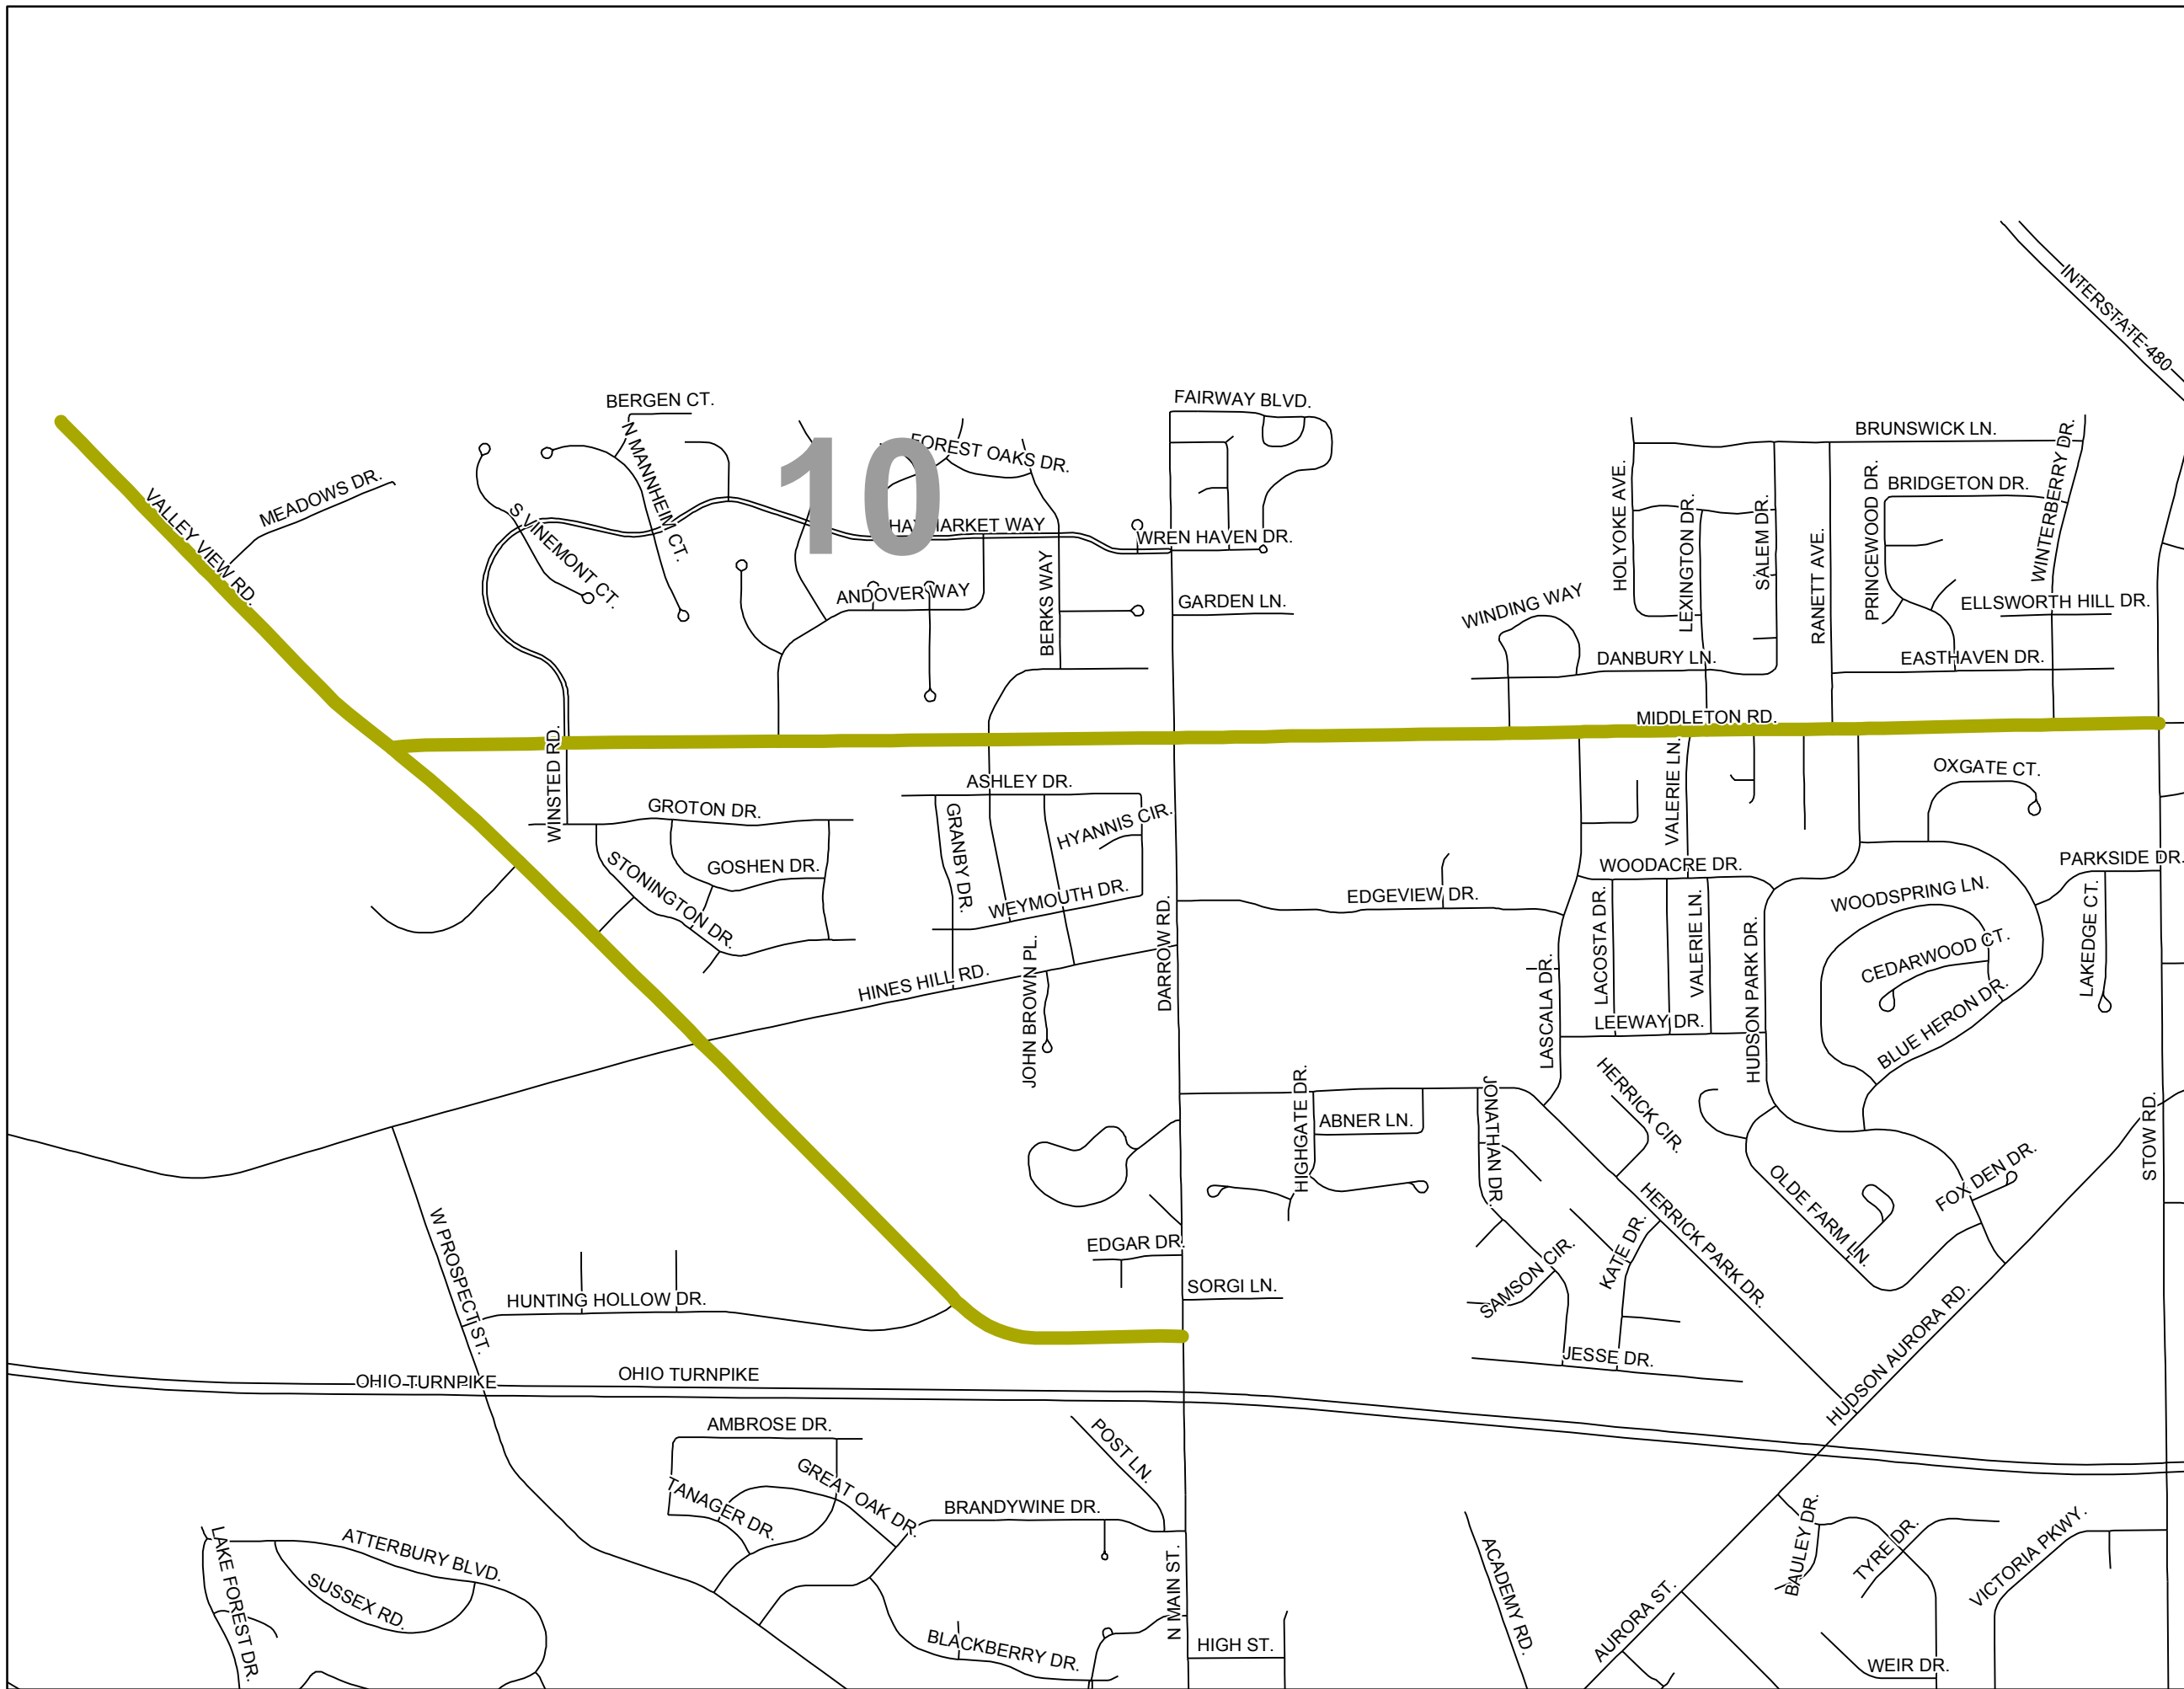 INTERSTATE 480
BERGEN CT.
FAIRWAY BLVD.
N MANNHEIM CT.
10
FOREST OAKS DR.
BRUNSWICK LN.
WINTERBERRY DR.
MEADOWS DR.
VALLEY VIEW RD.
S VINEMONT CT.
HAYMARKET WAY
WREN HAVEN DR.
HOLYOKE AVE.
LEXINGTON DR.
SALEM DR.
RANETT AVE.
PRINCEWOOD DR.
BRIDGETON DR.
ANDOVER WAY
BERKS WAY
GARDEN LN.
WINDING WAY
ELLSWORTH HILL DR.
DANBURY LN.
EASTHAVEN DR.
MIDDLETON RD.
WINSTED RD.
ASHLEY DR.
VALERIE LN.
OXGATE CT.
GROTON DR.
GRANBY DR.
HYANNIS CIR.
GOSHEN DR.
STONINGTON DR.
WEYMOUTH DR.
EDGEVIEW DR.
WOODACRE DR.
PARKSIDE DR.
WOODSPRING LN.
LAKEDGE CT.
DARROW RD.
LACOSTA DR.
VALERIE LN.
HUDSON PARK DR.
CEDARWOOD CT.
HINES HILL RD.
JOHN BROWN PL.
LASCALA DR.
LEEWAY DR.
BLUE HERON DR.
HIGHGATE DR.
ABNER LN.
JONATHAN DR.
HERRICK CIR.
STOW RD.
OLDE FARM LN.
FOX DEN DR.
W PROSPECT ST.
EDGAR DR.
SORGI LN.
SAMSON CIR.
KATE DR.
HERRICK PARK DR.
HUNTING HOLLOW DR.
JESSE DR.
HUDSON AURORA RD.
OHIO TURNPIKE
OHIO TURNPIKE
AMBROSE DR.
POST LN.
TANAGER DR.
GREAT OAK DR.
BRANDYWINE DR.
LAKE FOREST DR.
ATTERBURY BLVD.
SUSSEX RD.
N MAIN ST.
ACADEMY RD.
BAULEY DR.
TYRE DR.
VICTORIA PKWY.
AURORA ST.
BLACKBERRY DR.
HIGH ST.
WEIR DR.